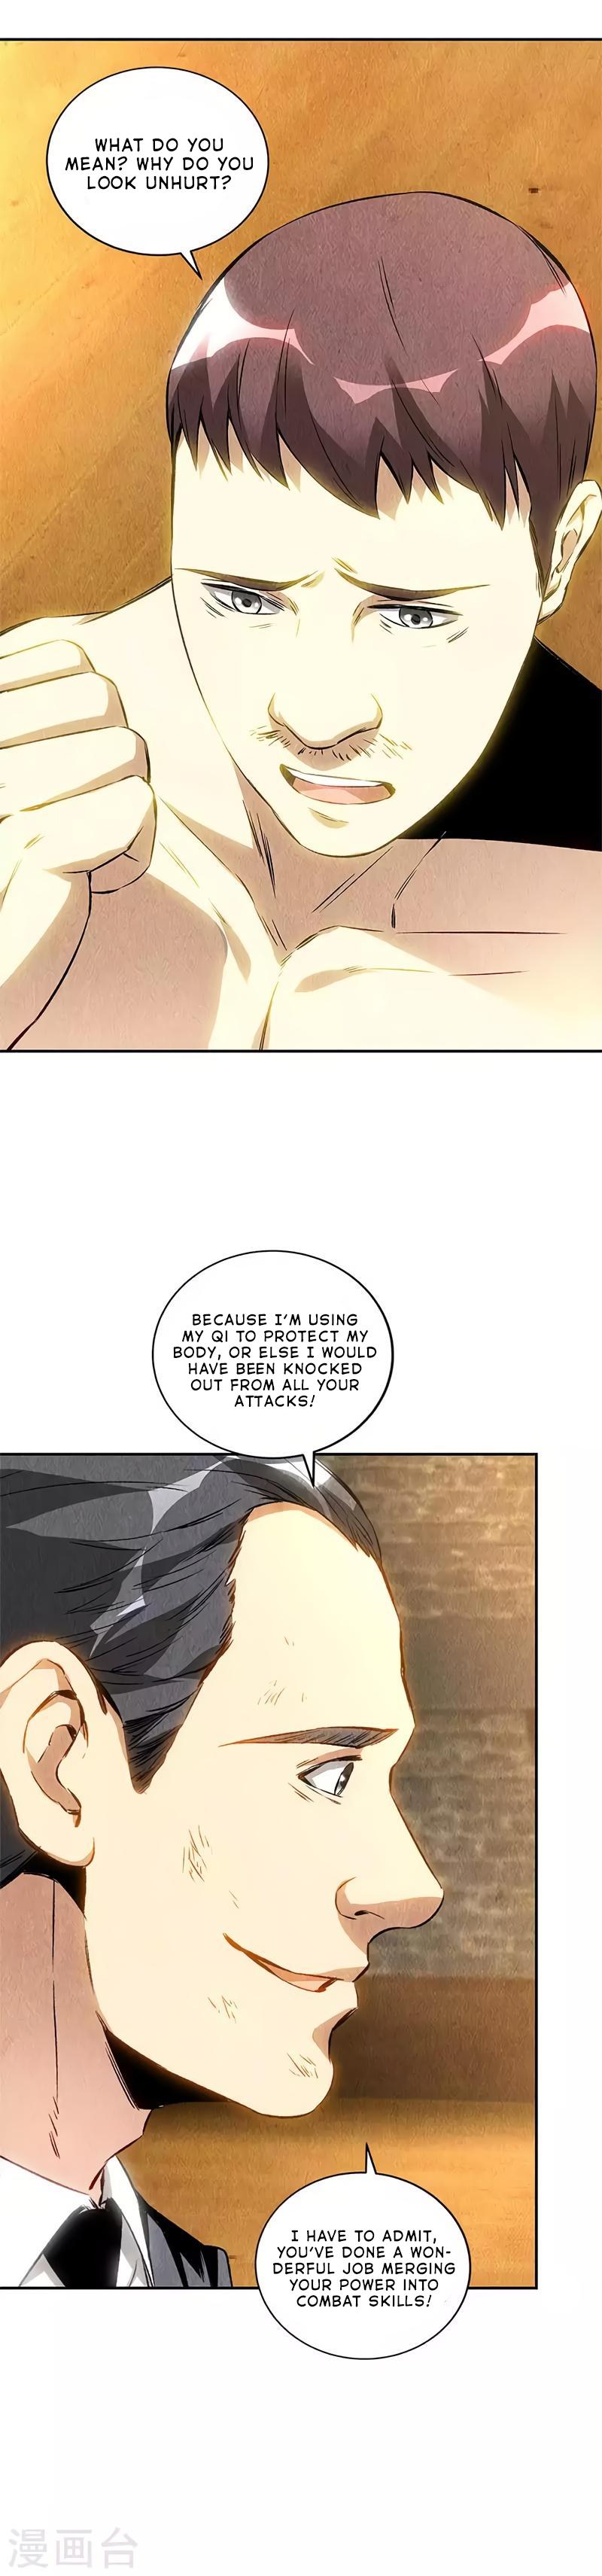 WHAT DO YOU
MEAN? WHY DO YOU
LOOK UNHURT?
BECAUSE I'M USING
MY QI TO PROTECT MY
BODY, OR ELSE I WOULD
HAVE BEEN KNOCKED
OUT FROM ALL YOUR
ATTACKS!
I HAVE TO ADMIT,
YOU'VE DONE A WON-
DERFUL JOB MERGING
YOUR POWER INTO
COMBAT SKILLS!
漫画台